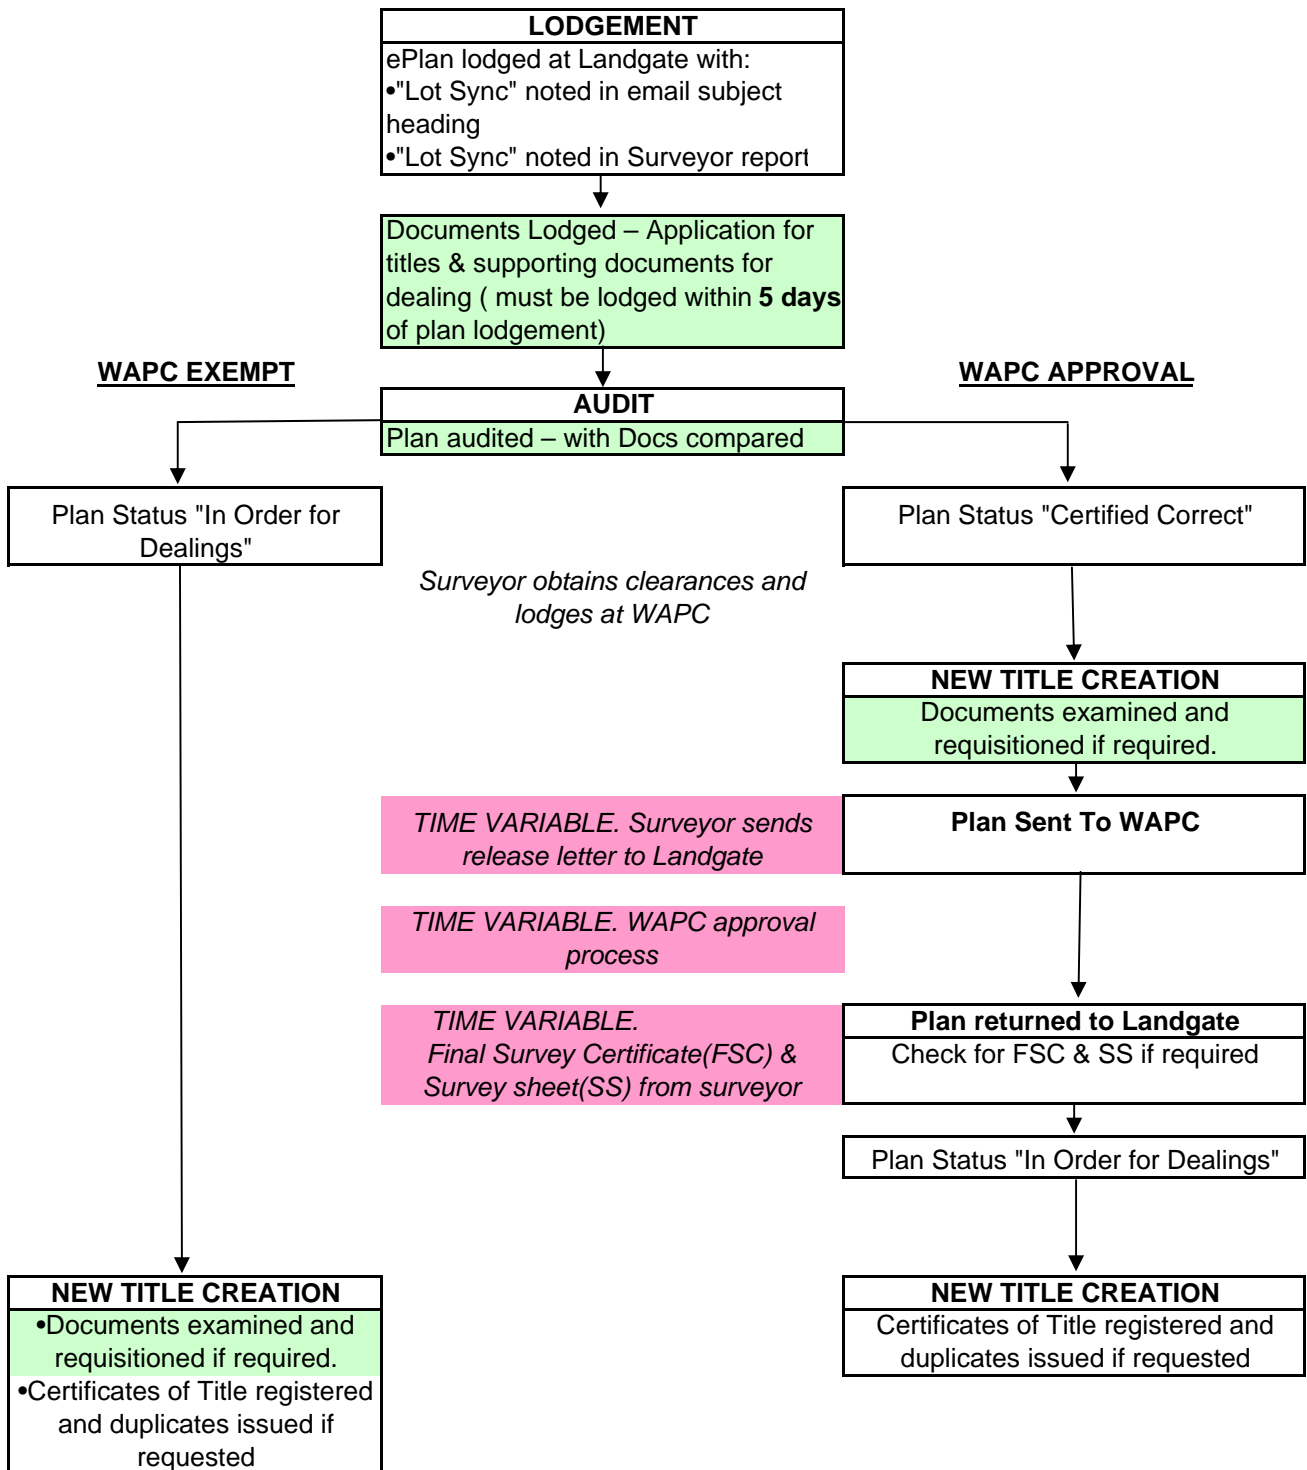 LODGEMENT
ePlan lodged at Landgate with:
•"Lot Sync" noted in email subject
heading
•"Lot Sync" noted in Surveyor report
Documents Lodged – Application for
titles & supporting documents for
dealing ( must be lodged within 5 days
of plan lodgement)
WAPC EXEMPT
WAPC APPROVAL
AUDIT
Plan audited – with Docs compared
Plan Status "In Order for
Dealings"
Plan Status "Certified Correct"
Surveyor obtains clearances and
lodges at WAPC
NEW TITLE CREATION
Documents examined and
requisitioned if required.
TIME VARIABLE. Surveyor sends
release letter to Landgate
Plan Sent To WAPC
TIME VARIABLE. WAPC approval
process
TIME VARIABLE.
Final Survey Certificate(FSC) &
Survey sheet(SS) from surveyor
Plan returned to Landgate
Check for FSC & SS if required
Plan Status "In Order for Dealings"
NEW TITLE CREATION
•Documents examined and
requisitioned if required.
•Certificates of Title registered
and duplicates issued if
requested
NEW TITLE CREATION
Certificates of Title registered and
duplicates issued if requested